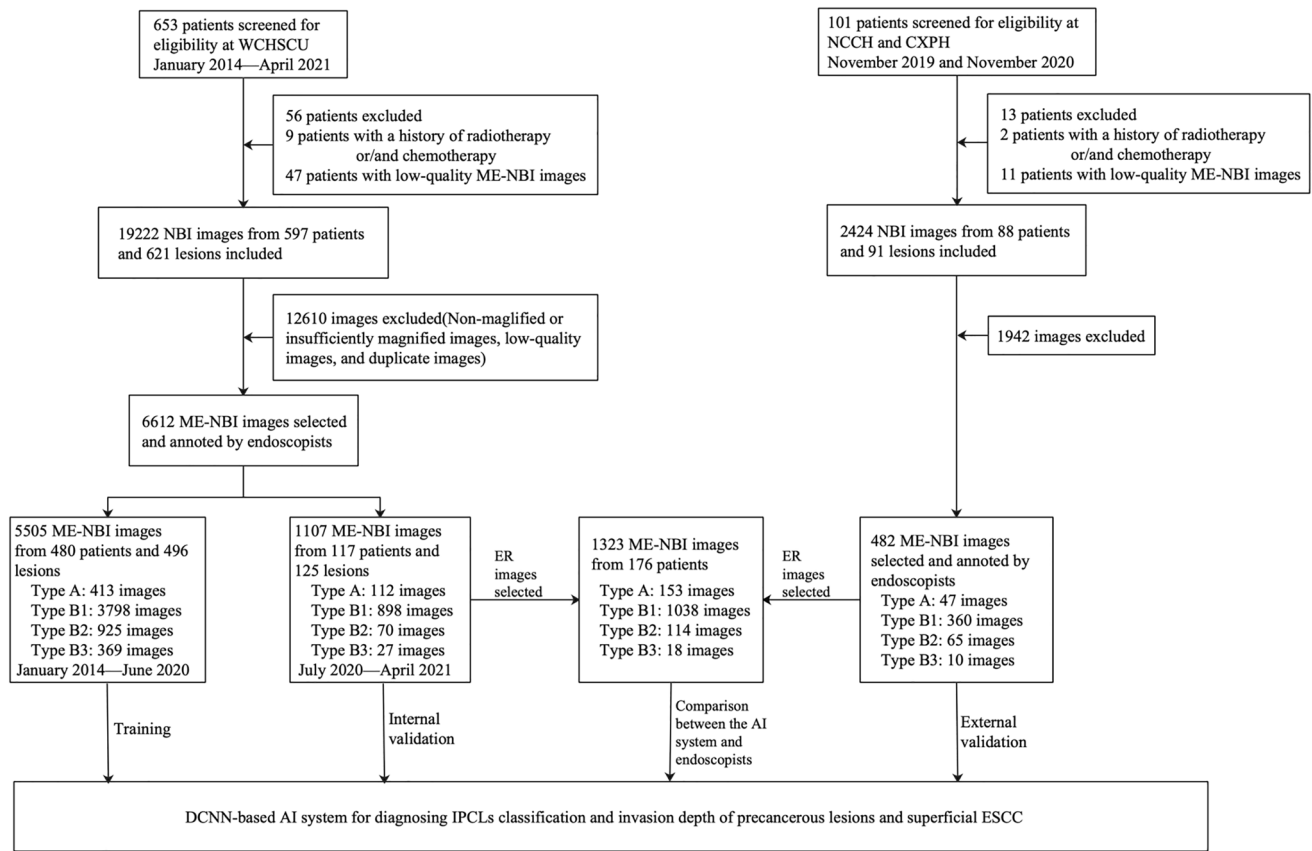 653 patients screened for
eligibility at WCHSCU
January 2014—April 2021
101 patients screened for eligibility at
NCCH and CXPH
November 2019 and November 2020
56 patients excluded
9 patients with a history of radiotherapy
or/and chemotherapy
47 patients with low-quality ME-NBI images
13 patients excluded
2 patients with a history of radiotherapy
or/and chemotherapy
11 patients with low-quality ME-NBI images
19222 NBI images from 597 patients
and 621 lesions included
2424 NBI images from 88 patients
and 91 lesions included
12610 images excluded(Non-maglified or
insufficiently magnified images, low-quality
images, and duplicate images)
1942 images excluded
6612 ME-NBI images selected
and annoted by endoscopists
5505 ME-NBI images
from 480 patients and 496
lesions
Type A: 413 images
Type B1: 3798 images
Type B2: 925 images
Type B3: 369 images
January 2014—June 2020
1107 ME-NBI images
from 117 patients and
125 lesions
Type A: 112 images
Type B1: 898 images
Type B2: 70 images
Type B3: 27 images
July 2020—April 2021
ER
images
selected
1323 ME-NBI images
from 176 patients
Type A: 153 images
Type B1: 1038 images
Type B2: 114 images
Type B3: 18 images
ER
images
selected
482 ME-NBI images
selected and annoted by
endoscopists
Type A: 47 images
Type B1: 360 images
Type B2: 65 images
Type B3: 10 images
Training
Internal
validation
Comparison
between the AI
system and
endoscopists
External
validation
DCNN-based AI system for diagnosing IPCLs classification and invasion depth of precancerous lesions and superficial ESCC